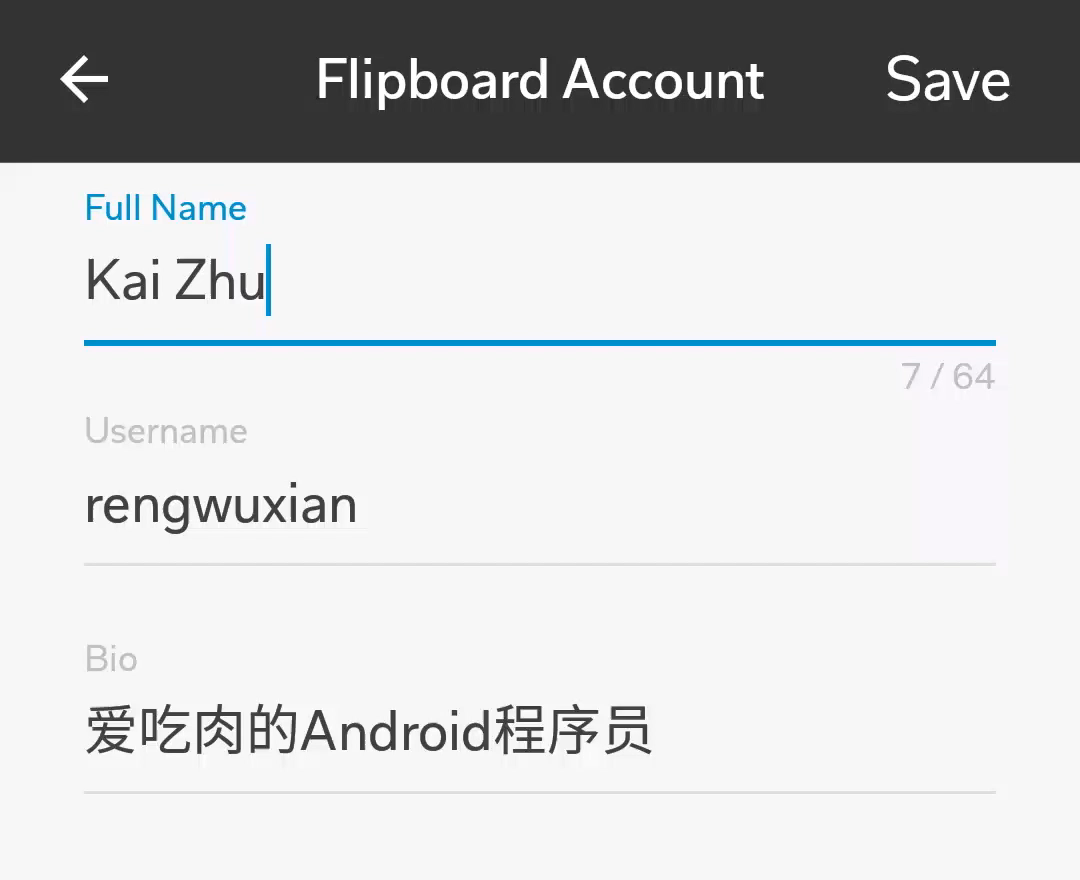 Flipboard Account Save
Full Name
Kai Zhu
7 / 64
Username
rengwuxian
Bio
爱吃肉的Android程序员